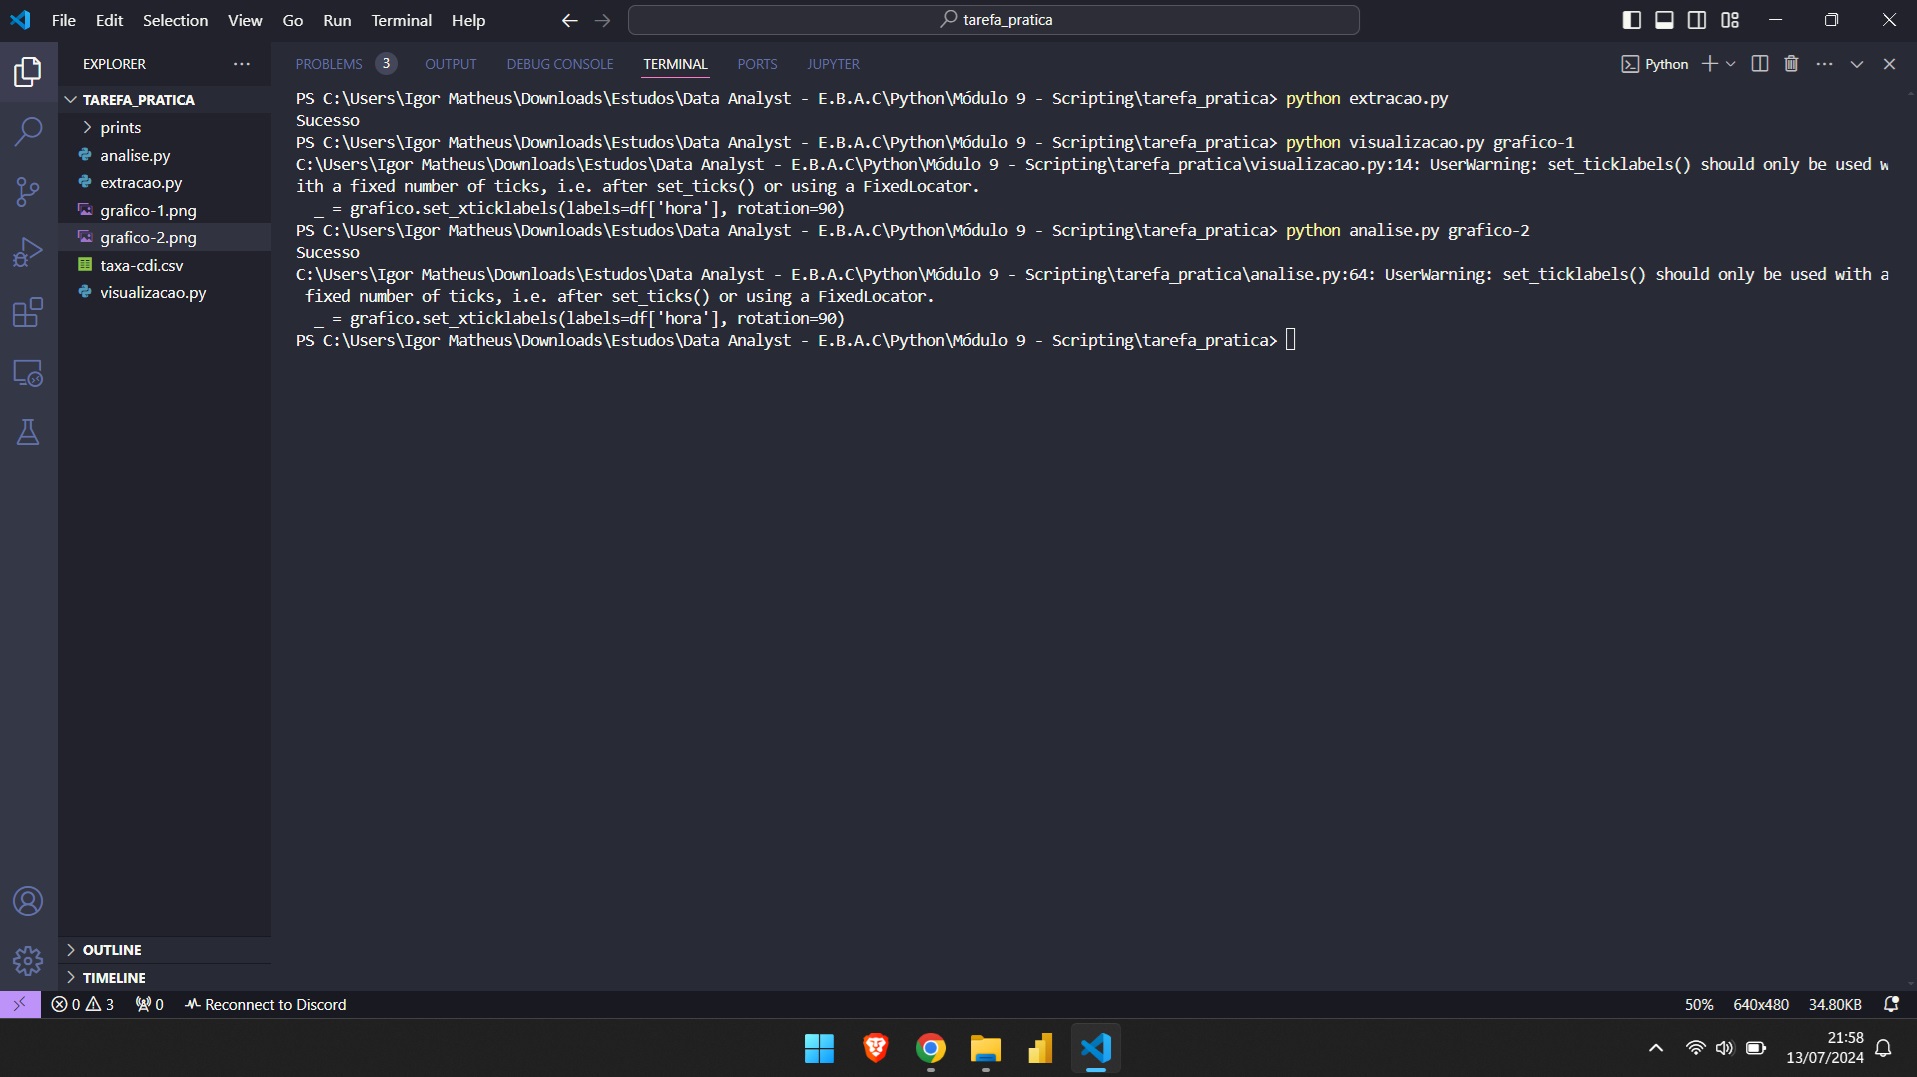 File Edit Selection View Go Run Terminal Help
tarefa_pratica
EXPLORER
TAREFA_PRATICA
prints
analise.py
extracao.py
grafico-1.png
grafico-2.png
taxa-cdi.csv
visualizacao.py
OUTLINE
TIMELINE
PROBLEMS 3 OUTPUT DEBUG CONSOLE TERMINAL PORTS JUPYTER
Python
PS C:\Users\Igor Matheus\Downloads\Estudos\Data Analyst - E.B.A.C\Python\Módulo 9 - Scripting\tarefa_pratica> python extracao.py
Sucesso
PS C:\Users\Igor Matheus\Downloads\Estudos\Data Analyst - E.B.A.C\Python\Módulo 9 - Scripting\tarefa_pratica> python visualizacao.py grafico-1
C:\Users\Igor Matheus\Downloads\Estudos\Data Analyst - E.B.A.C\Python\Módulo 9 - Scripting\tarefa_pratica\visualizacao.py:14: UserWarning: set_ticklabels() should only be used w
ith a fixed number of ticks, i.e. after set_ticks() or using a FixedLocator.
_ = grafico.set_xticklabels(labels=df['hora'], rotation=90)
PS C:\Users\Igor Matheus\Downloads\Estudos\Data Analyst - E.B.A.C\Python\Módulo 9 - Scripting\tarefa_pratica> python analise.py grafico-2
Sucesso
C:\Users\Igor Matheus\Downloads\Estudos\Data Analyst - E.B.A.C\Python\Módulo 9 - Scripting\tarefa_pratica\analise.py:64: UserWarning: set_ticklabels() should only be used with a
fixed number of ticks, i.e. after set_ticks() or using a FixedLocator.
_ = grafico.set_xticklabels(labels=df['hora'], rotation=90)
PS C:\Users\Igor Matheus\Downloads\Estudos\Data Analyst - E.B.A.C\Python\Módulo 9 - Scripting\tarefa_pratica>
0 3 0 Reconnect to Discord
50% 640x480 34.80KB
21:58
13/07/2024